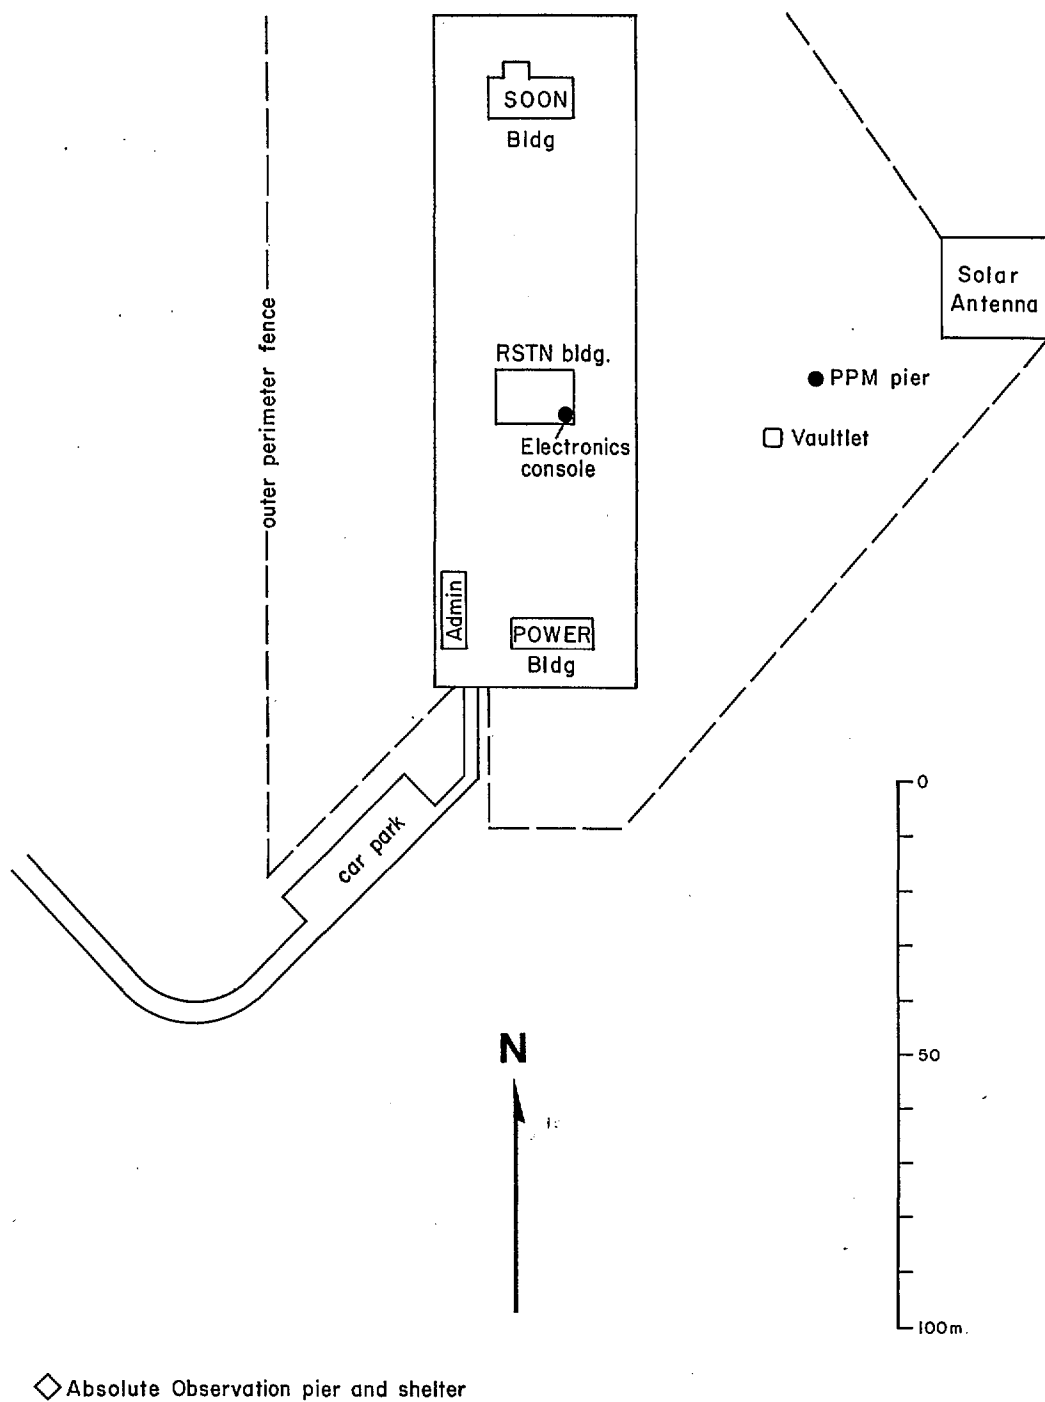 SOON
Bldg
Solar
Antenna
outer perimeter fence
RSTN bldg.
PPM pier
Electronics
console
Vaultlet
Admin
POWER
Bldg
0
car park
50
N
100m.
Absolute Observation pier and shelter